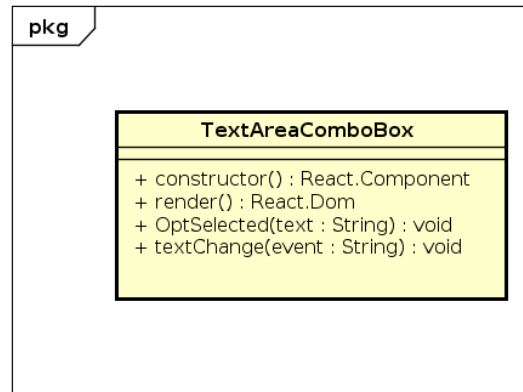 pkg
TextAreaComboBox
+ constructor() : React.Component
+ render() : React.Dom
+ OptSelected(text : String) : void
+ textChange(event : String) : void